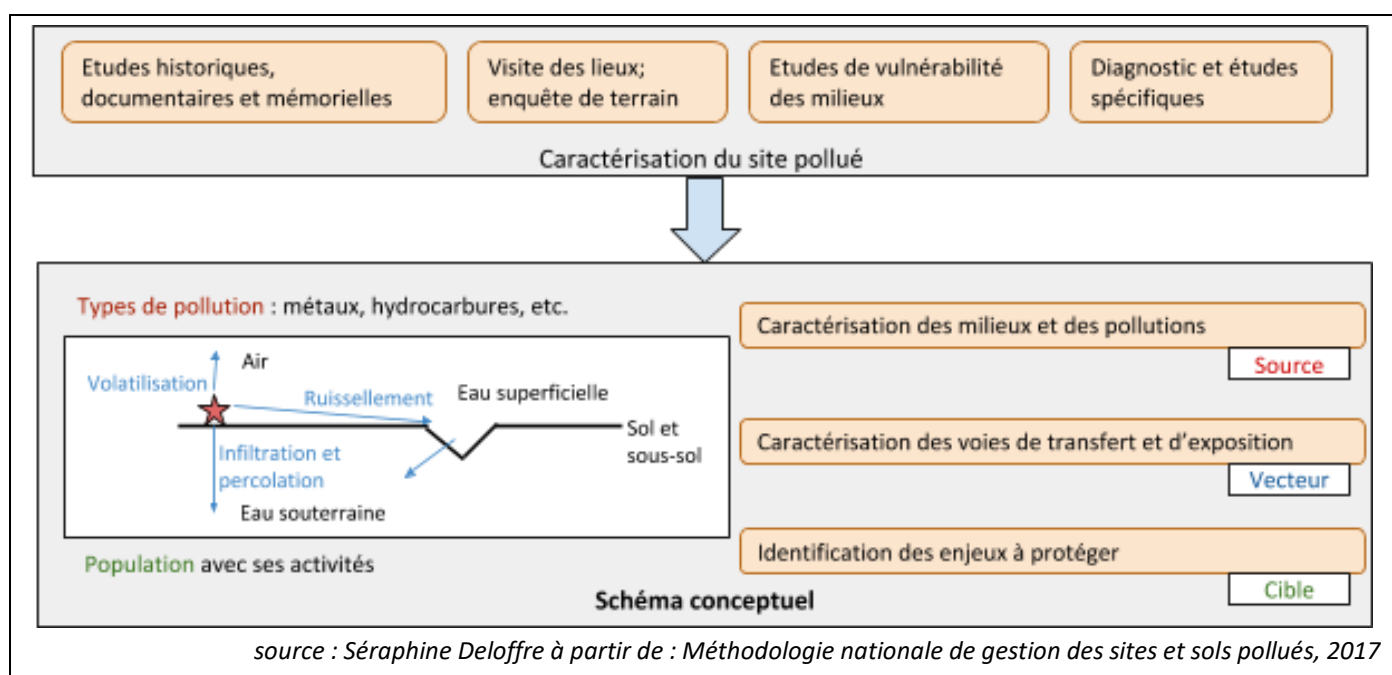 Etudes historiques,
documentaires et mémorielles
Visite des lieux;
enquête de terrain
Etudes de vulnérabilité
des milieux
Diagnostic et études
spécifiques
Caractérisation du site pollué
Types de pollution : métaux, hydrocarbures, etc.
Air
Volatilisation
Ruissellement
Eau superficielle
Sol et
sous-sol
Infiltration et
percolation
Eau souterraine
Population avec ses activités
Caractérisation des milieux et des pollutions
Source
Caractérisation des voies de transfert et d'exposition
Vecteur
Identification des enjeux à protéger
Cible
Schéma conceptuel
source : Séraphine Deloffre à partir de : Méthodologie nationale de gestion des sites et sols pollués, 2017